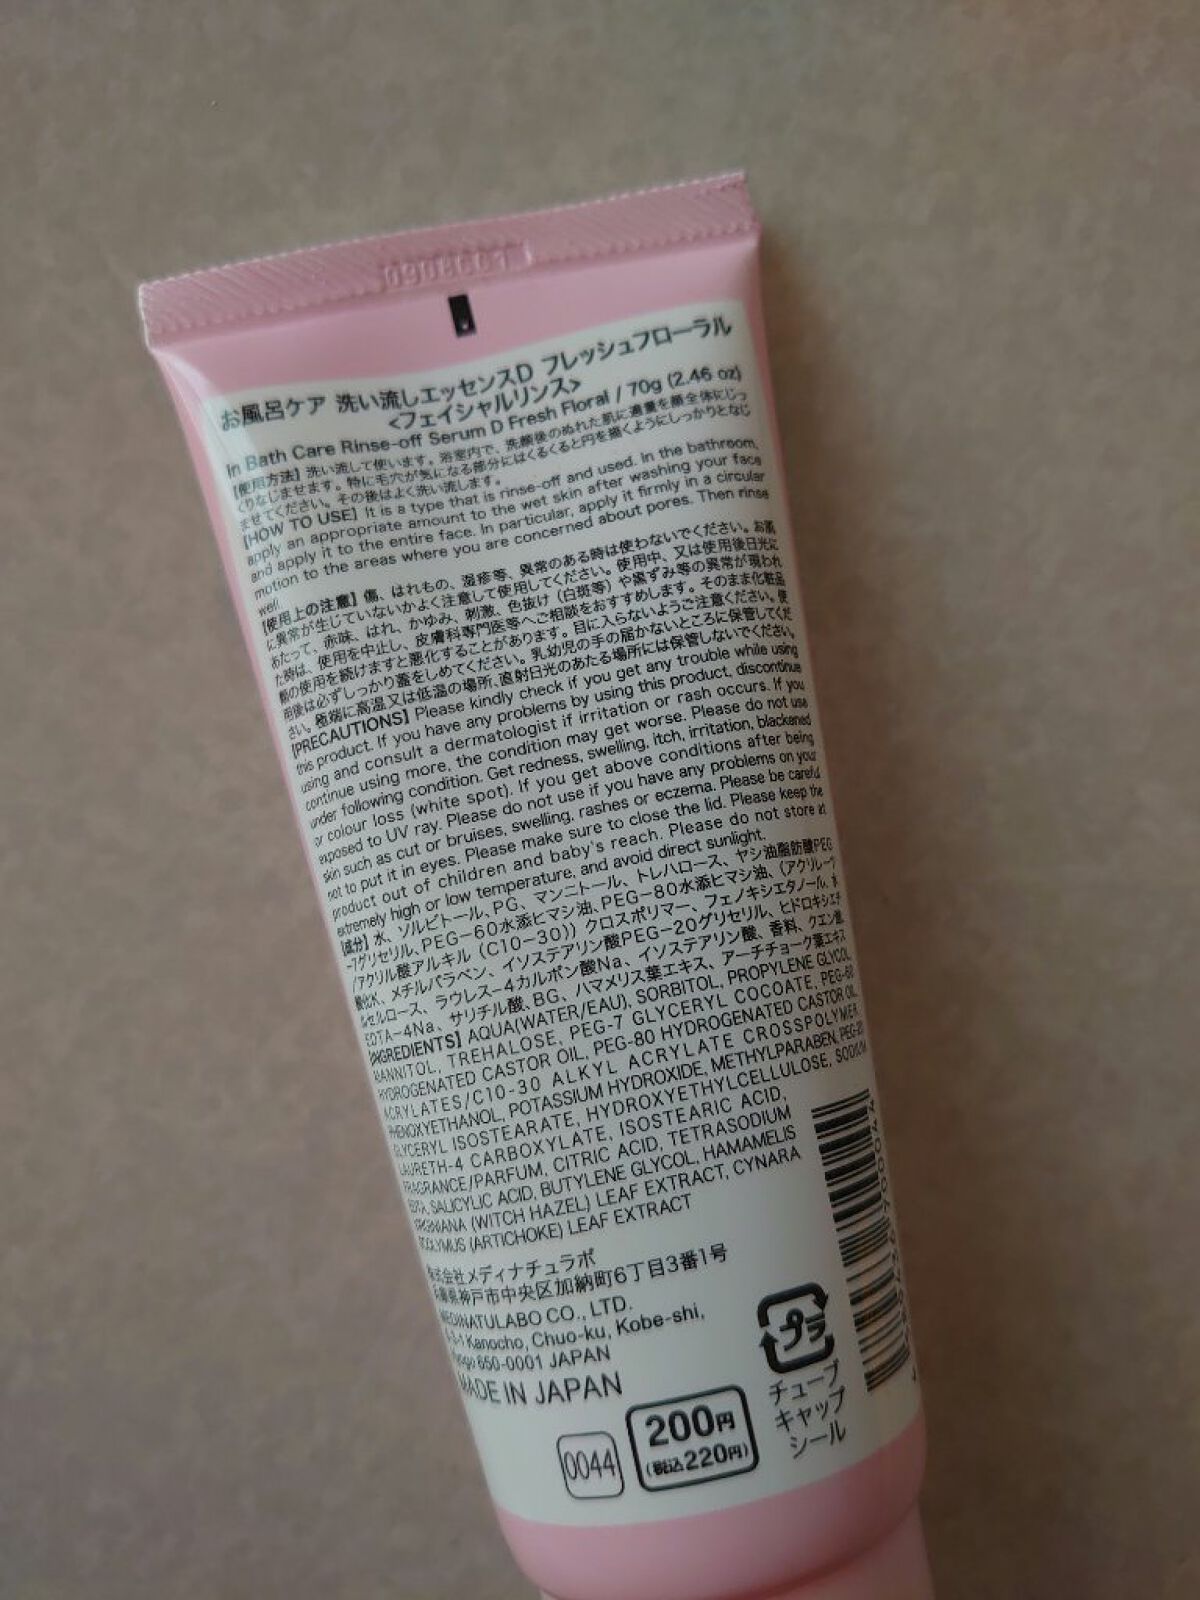 お風呂ケア 洗い流しエッセンスD フレッシュフローラル
<フェイシャルリンス>
In Bath Care Rinse-off Serum D Fresh Floral / 70g (2.46 oz)
【使用方法】洗い流して使います。浴室内で、洗顔後のぬれた肌に適量を顔全体にじっ
くりなじませます。特に毛穴が気になる部分にはくるくると円を描くようにしっかりとなじ
ませてください。その後はよく洗い流します。
【HOW TO USE】It is a type that is rinse-off and used. In the bathroom,
apply an appropriate amount to the wet skin after washing your face
and apply it to the entire face. In particular, apply it firmly in a circular
motion to the areas where you are concerned about pores. Then rinse
well.
【使用上の注意】傷、はれもの、湿疹等、異常のある時は使わないでください。お肌
に異常が生じていないかよく注意して使用してください。使用中、又は使用後日光に
あたって、赤味、はれ、かゆみ、刺激、色抜け（白斑等）や黒ずみ等の異常が現われ
た時は、使用を中止し、皮膚科専門医等へご相談をおすすめします。そのまま化粧品
類の使用を続けますと悪化することがあります。目に入らないようご注意ください。使
用後は必ずしっかり蓋をしめてください。乳幼児の手の届かないところに保管してくだ
さい。極端に高温又は低温の場所、直射日光のあたる場所には保管しないでください。
【PRECAUTIONS】Please kindly check if you get any trouble while using
this product. If you have any problems by using this product, discontinue
using and consult a dermatologist if irritation or rash occurs. If you
continue using more, the condition may get worse. Please do not use
under following condition. Get redness, swelling, itch, irritation, blackened
or colour loss (white spot). If you get above conditions after being
exposed to UV ray. Please do not use if you have any problems on your
skin such as cut or bruises, swelling, rashes or eczema. Please be careful
not to put it in eyes. Please make sure to close the lid. Please keep the
product out of children and baby's reach. Please do not store at
extremely high or low temperature, and avoid direct sunlight.
【成分】水、ソルビトール、PG、マンニトール、トレハロース、ヤシ油脂肪酸PEG
-7グリセリル、PEG-60水添ヒマシ油、PEG-80水添ヒマシ油、(アクリレーツ
/アクリル酸アルキル(C10-30))クロスポリマー、フェノキシエタノール、水
酸化K、メチルパラベン、イソステアリン酸PEG-20グリセリル、ヒドロキシエチ
ルセルロース、ラウレス-4カルボン酸Na、イソステアリン酸、香料、クエン酸、
EDTA-4Na、サリチル酸、BG、ハマメリス葉エキス、アーチチョーク葉エキス
【INGREDIENTS】AQUA(WATER/EAU), SORBITOL, PROPYLENE GLYCOL,
MANNITOL, TREHALOSE, PEG-7 GLYCERYL COCOATE, PEG-60
HYDROGENATED CASTOR OIL, PEG-80 HYDROGENATED CASTOR OIL,
ACRYLATES/C10-30 ALKYL ACRYLATE CROSSPOLYMER,
PHENOXYETHANOL, POTASSIUM HYDROXIDE, METHYLPARABEN, PEG-20
GLYCERYL ISOSTEARATE, HYDROXYETHYLCELLULOSE, SODIUM
LAURETH-4 CARBOXYLATE, ISOSTEARIC ACID,
FRAGRANCE/PARFUM, CITRIC ACID, TETRASODIUM
EDTA, SALICYLIC ACID, BUTYLENE GLYCOL, HAMAMELIS
VIRGINIANA (WITCH HAZEL) LEAF EXTRACT, CYNARA
SCOLYMUS (ARTICHOKE) LEAF EXTRACT
株式会社メディナチュラボ
兵庫県神戸市中央区加納町6丁目3番1号
MEDINATULABO CO., LTD.
Kanocho, Chuo-ku, Kobe-shi,
Hyogo 650-0001 JAPAN
MADE IN JAPAN
0044
200円
(税込220円)
プラ
チューブ
キャップ
シール